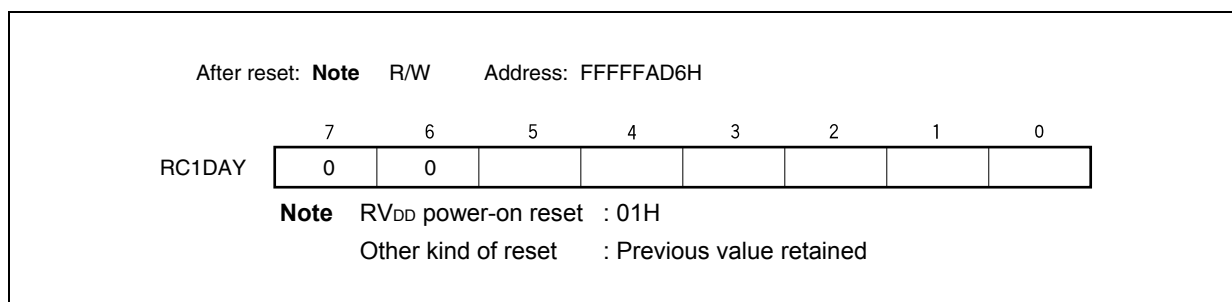 After reset: Note R/W Address: FFFFFAD6H
7 6 5 4 3 2 1 0
RC1DAY 0 0
Note RVDD power-on reset : 01H
Other kind of reset : Previous value retained